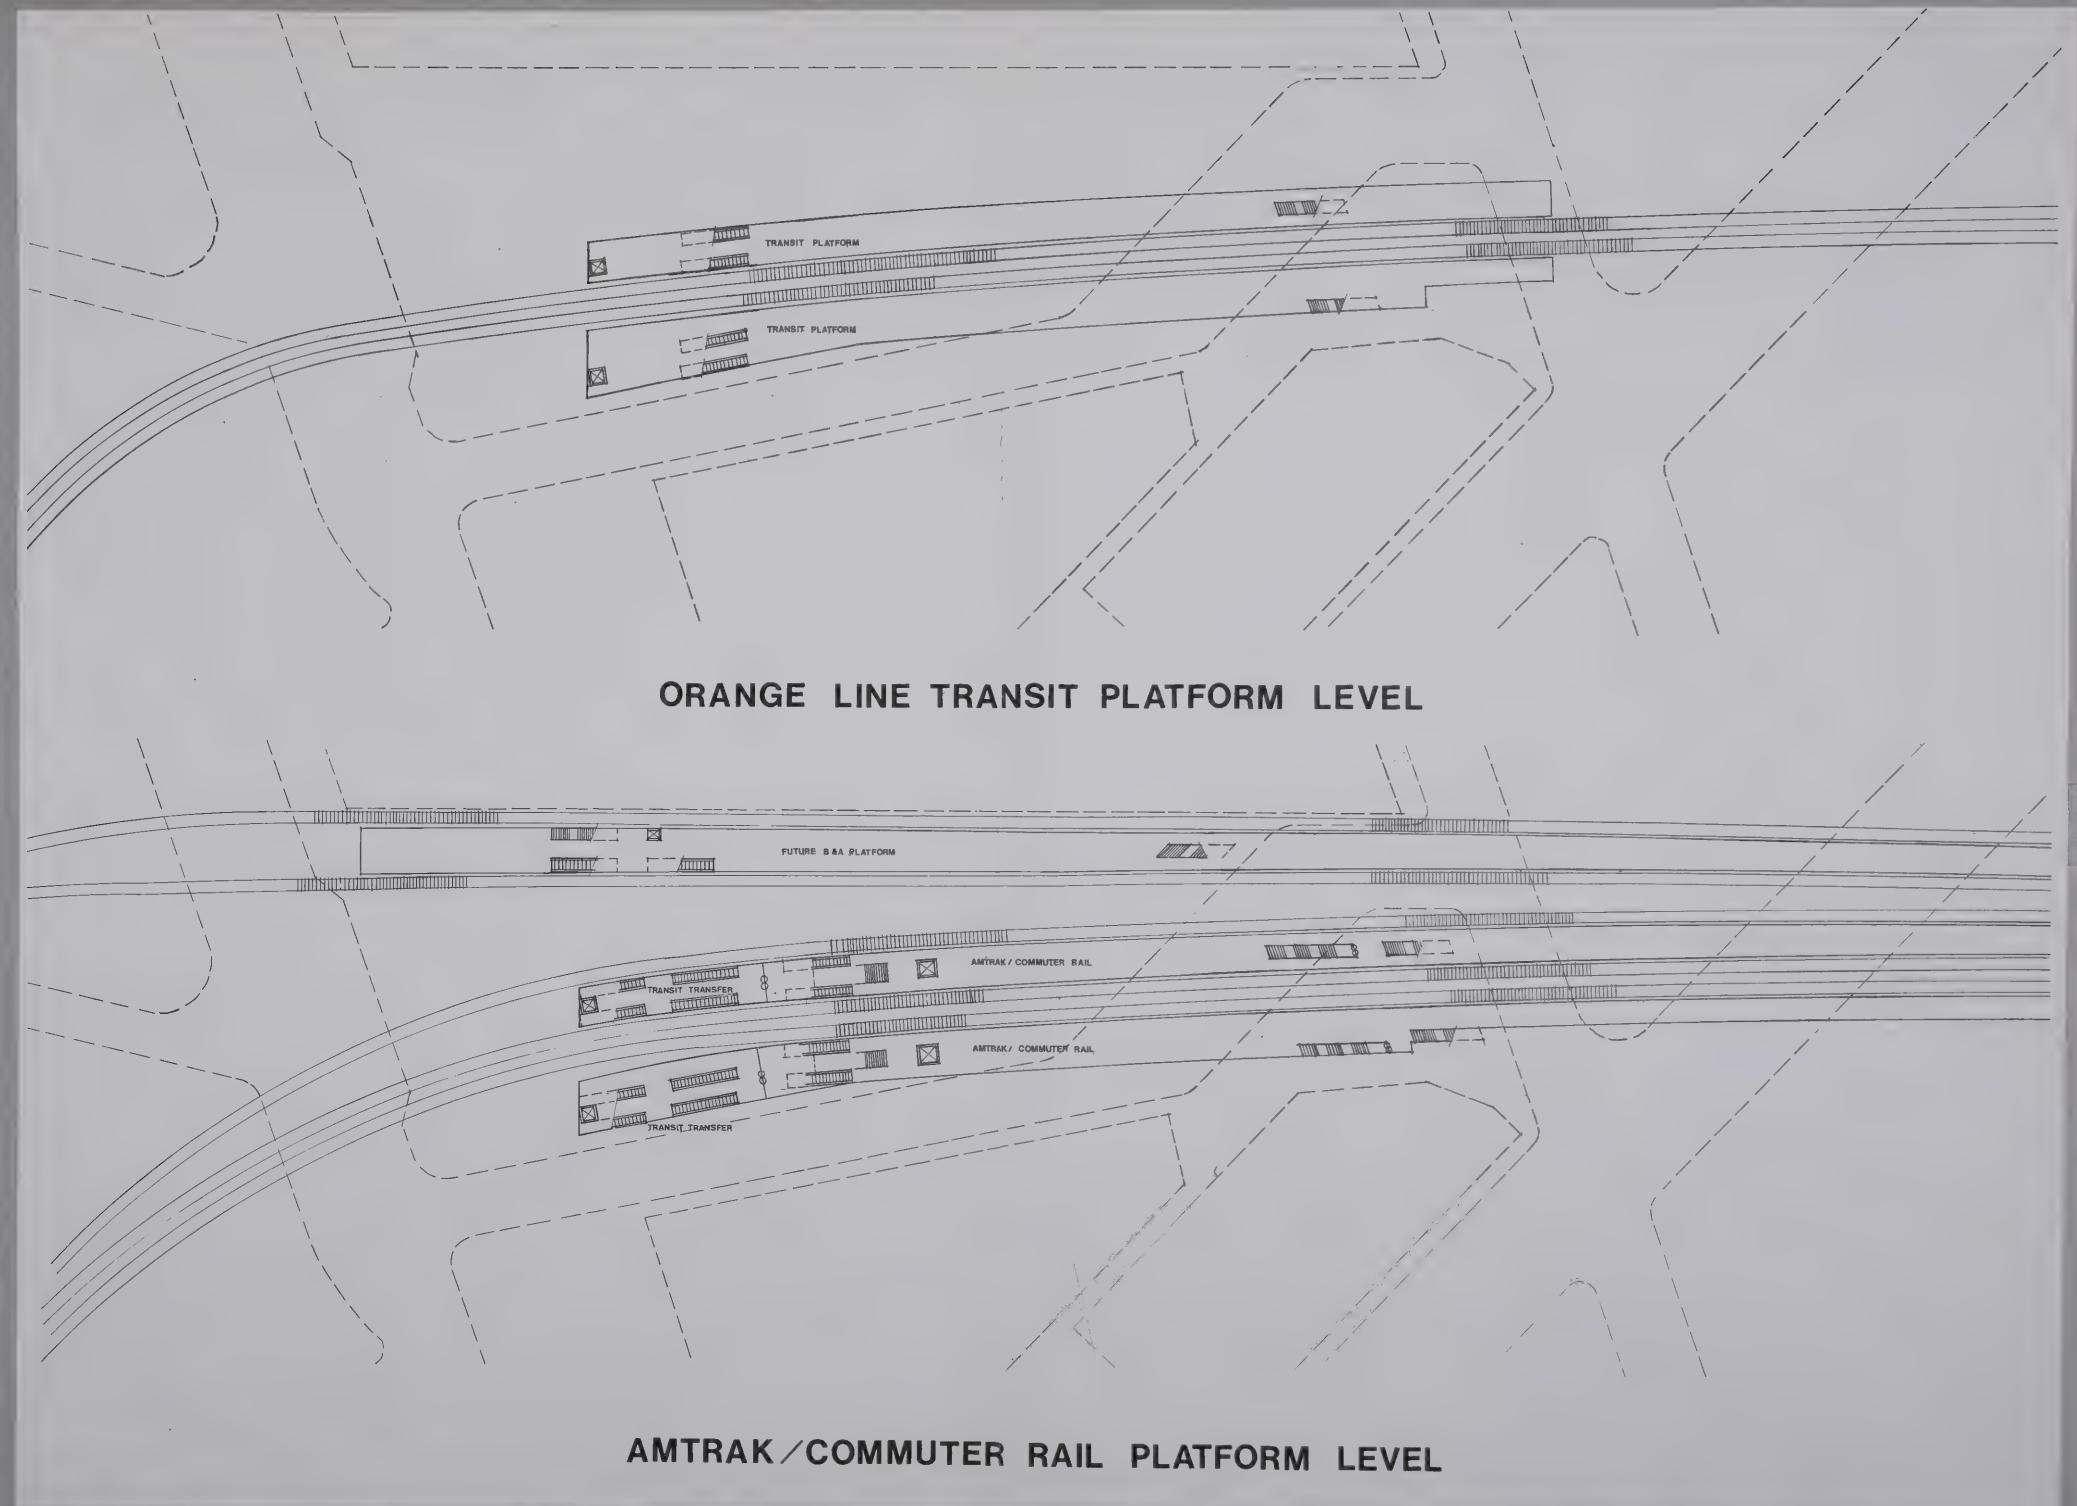 TRANSIT PLATFORM
TRANSIT PLATFORM
ORANGE LINE TRANSIT PLATFORM LEVEL
FUTURE B&A PLATFORM
AMTRAK/COMMUTER RAIL
TRANSIT TRANSFER
AMTRAK/COMMUTER RAIL
TRANSIT TRANSFER
AMTRAK/COMMUTER RAIL PLATFORM LEVEL